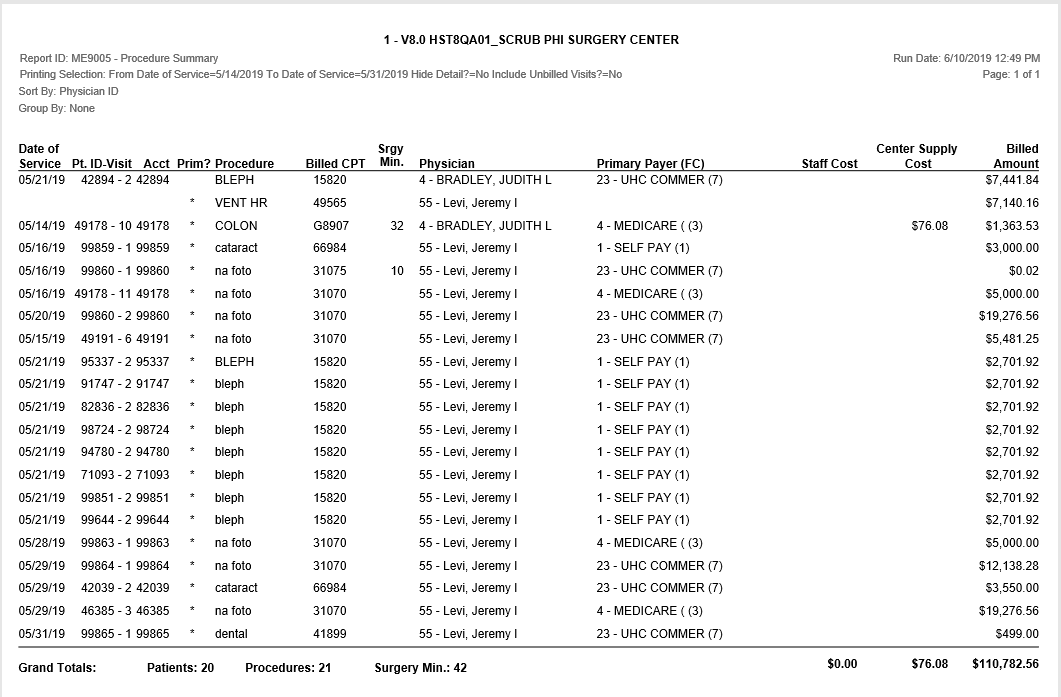 1 - V8.0 HST8QA01_SCRUB PHI SURGERY CENTER
Report ID: ME9005 - Procedure Summary Run Date: 6/10/2019 12:49 PM
Printing Selection: From Date of Service=5/14/2019 To Date of Service=5/31/2019 Hide Detail?=No Include Unbilled Visits?=No Page: 1 of 1
Sort By: Physician ID
Group By: None
Date of Srgy Center Supply Billed
Service Pt. ID-Visit Acct Prim? Procedure Billed CPT Min. Physician Primary Payer (FC) Staff Cost Cost Amount
05/21/19 42894 - 2 42894 BLEPH 15820 4 - BRADLEY, JUDITH L 23 - UHC COMMER (7) $7,441.84
* VENT HR 49565 55 - Levi, Jeremy I $7,140.16
05/14/19 49178 - 10 49178 * COLON G8907 32 4 - BRADLEY, JUDITH L 4 - MEDICARE ( (3) $76.08 $1,363.53
05/16/19 99859 - 1 99859 * cataract 66984 55 - Levi, Jeremy I 1 - SELF PAY (1) $3,000.00
05/16/19 99860 - 1 99860 * na foto 31075 10 55 - Levi, Jeremy I 23 - UHC COMMER (7) $0.02
05/16/19 49178 - 11 49178 * na foto 31070 55 - Levi, Jeremy I 4 - MEDICARE ( (3) $5,000.00
05/20/19 99860 - 2 99860 * na foto 31070 55 - Levi, Jeremy I 23 - UHC COMMER (7) $19,276.56
05/15/19 49191 - 6 49191 * na foto 31070 55 - Levi, Jeremy I 23 - UHC COMMER (7) $5,481.25
05/21/19 95337 - 2 95337 * BLEPH 15820 55 - Levi, Jeremy I 1 - SELF PAY (1) $2,701.92
05/21/19 91747 - 2 91747 * bleph 15820 55 - Levi, Jeremy I 1 - SELF PAY (1) $2,701.92
05/21/19 82836 - 2 82836 * bleph 15820 55 - Levi, Jeremy I 1 - SELF PAY (1) $2,701.92
05/21/19 98724 - 2 98724 * bleph 15820 55 - Levi, Jeremy I 1 - SELF PAY (1) $2,701.92
05/21/19 94780 - 2 94780 * bleph 15820 55 - Levi, Jeremy I 1 - SELF PAY (1) $2,701.92
05/21/19 71093 - 2 71093 * bleph 15820 55 - Levi, Jeremy I 1 - SELF PAY (1) $2,701.92
05/21/19 99851 - 2 99851 * bleph 15820 55 - Levi, Jeremy I 1 - SELF PAY (1) $2,701.92
05/21/19 99644 - 2 99644 * bleph 15820 55 - Levi, Jeremy I 1 - SELF PAY (1) $2,701.92
05/28/19 99863 - 1 99863 * na foto 31070 55 - Levi, Jeremy I 4 - MEDICARE ( (3) $5,000.00
05/29/19 99864 - 1 99864 * na foto 31070 55 - Levi, Jeremy I 23 - UHC COMMER (7) $12,138.28
05/29/19 42039 - 2 42039 * cataract 66984 55 - Levi, Jeremy I 23 - UHC COMMER (7) $3,550.00
05/29/19 46385 - 3 46385 * na foto 31070 55 - Levi, Jeremy I 4 - MEDICARE ( (3) $19,276.56
05/31/19 99865 - 1 99865 * dental 41899 55 - Levi, Jeremy I 23 - UHC COMMER (7) $499.00
Grand Totals: Patients: 20 Procedures: 21 Surgery Min.: 42 $0.00 $76.08 $110,782.56